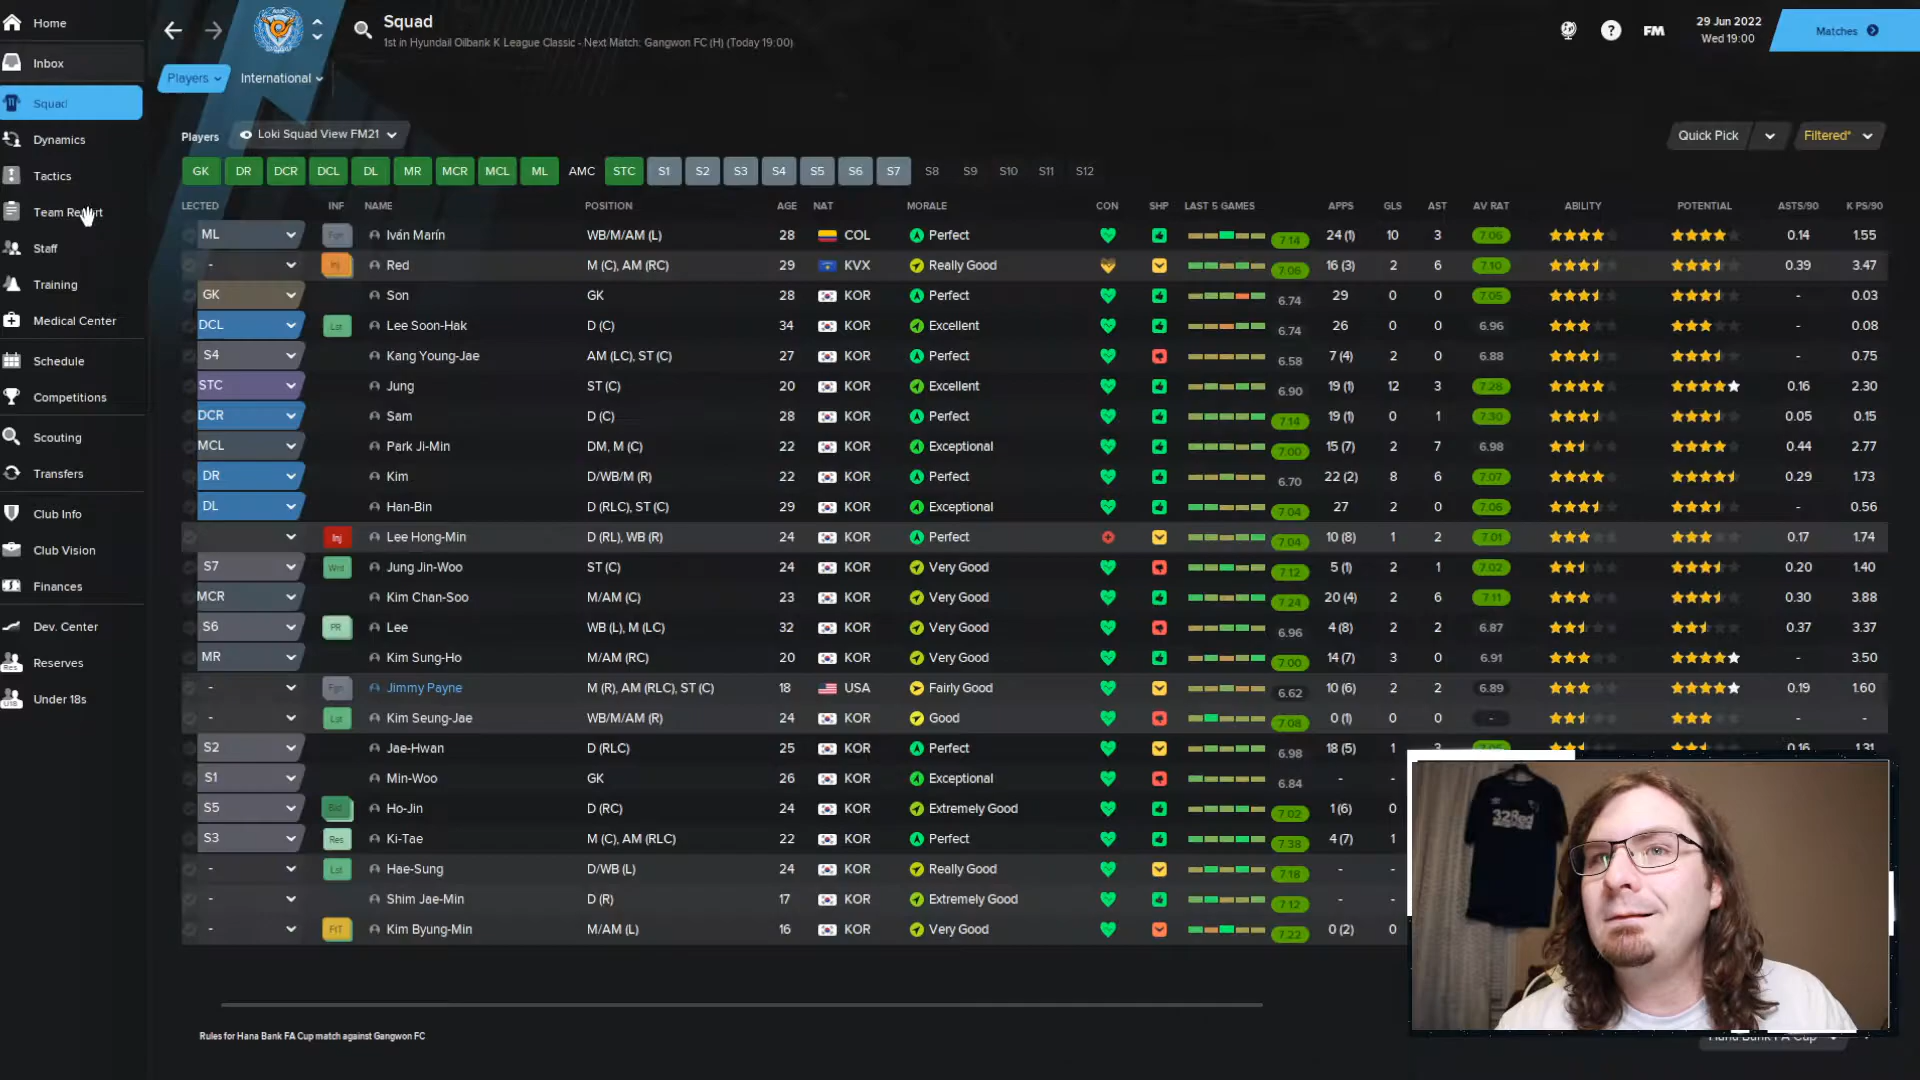 Home
Inbox
Squad
Dynamics
Tactics
Team Report
Staff
Training
Medical Center
Schedule
Competitions
Scouting
Transfers
Club Info
Club Vision
Finances
Dev. Center
Reserves
Under 18s
Squad
1st in Hyundai Oilbank K League Classic - Next Match: Gangwon FC (H) (Today 19:00)
FM
29 Jun 2022
Wed 19:00
Matches
Players International
Players Loki Squad View FM21 Quick Pick Filtered*
GK DR DCR DCL DL MR MCR MCL ML AMC STC S1 S2 S3 S4 S5 S6 S7 S8 S9 S10 S11 S12
LECTED INF NAME POSITION AGE NAT MORALE CON SHP LAST 5 GAMES APPS GLS AST AV RAT ABILITY POTENTIAL ASTS/90 K PS/90
ML Fgn Iván Marín WB/M/AM (L) 28 COL Perfect 7.14 24 (1) 10 3 7.06 0.14 1.55
- Inj Red M (C), AM (RC) 29 KVX Really Good 7.06 16 (3) 2 6 7.10 0.39 3.47
GK Son GK 28 KOR Perfect 6.74 29 0 0 7.05 - 0.03
DCL Lst Lee Soon-Hak D (C) 34 KOR Excellent 6.74 26 0 0 6.96 - 0.08
S4 Kang Young-Jae AM (LC), ST (C) 27 KOR Perfect 6.58 7 (4) 2 0 6.88 - 0.75
STC Jung ST (C) 20 KOR Excellent 6.90 19 (1) 12 3 7.28 0.16 2.30
DCR Sam D (C) 28 KOR Perfect 7.14 19 (1) 0 1 7.30 0.05 0.15
MCL Park Ji-Min DM, M (C) 22 KOR Exceptional 7.00 15 (7) 2 7 6.98 0.44 2.77
DR Kim D/WB/M (R) 22 KOR Perfect 6.70 22 (2) 8 6 7.07 0.29 1.73
DL Han-Bin D (RLC), ST (C) 29 KOR Exceptional 7.04 27 2 0 7.06 - 0.56
Inj Lee Hong-Min D (RL), WB (R) 24 KOR Perfect 7.04 10 (8) 1 2 7.01 0.17 1.74
S7 Wnt Jung Jin-Woo ST (C) 24 KOR Very Good 7.12 5 (1) 2 1 7.02 0.20 1.40
MCR Kim Chan-Soo M/AM (C) 23 KOR Very Good 7.24 20 (4) 2 6 7.11 0.30 3.88
S6 PR Lee WB (L), M (LC) 32 KOR Very Good 6.96 4 (8) 2 2 6.87 0.37 3.37
MR Kim Sung-Ho M/AM (RC) 20 KOR Very Good 7.00 14 (7) 3 0 6.91 - 3.50
- Fgn Jimmy Payne M (R), AM (RLC), ST (C) 18 USA Fairly Good 6.62 10 (6) 2 2 6.89 0.19 1.60
- Lst Kim Seung-Jae WB/M/AM (R) 24 KOR Good 7.08 0 (1) 0 0 - - -
S2 Jae-Hwan D (RLC) 25 KOR Perfect 6.98 18 (5) 1 0.16 1.31
S1 Min-Woo GK 26 KOR Exceptional 6.84 - -
S5 Bid Ho-Jin D (RC) 24 KOR Extremely Good 7.02 1 (6) 0
S3 Res Ki-Tae M (C), AM (RLC) 22 KOR Perfect 7.38 4 (7) 1
- Lst Hae-Sung D/WB (L) 24 KOR Really Good 7.18 - -
- Shim Jae-Min D (R) 17 KOR Extremely Good 7.12 - -
- FIT Kim Byung-Min M/AM (L) 16 KOR Very Good 7.22 0 (2) 0
32Red
Rules for Hana Bank FA Cup match against Gangwon FC
Hana Bank FA Cup